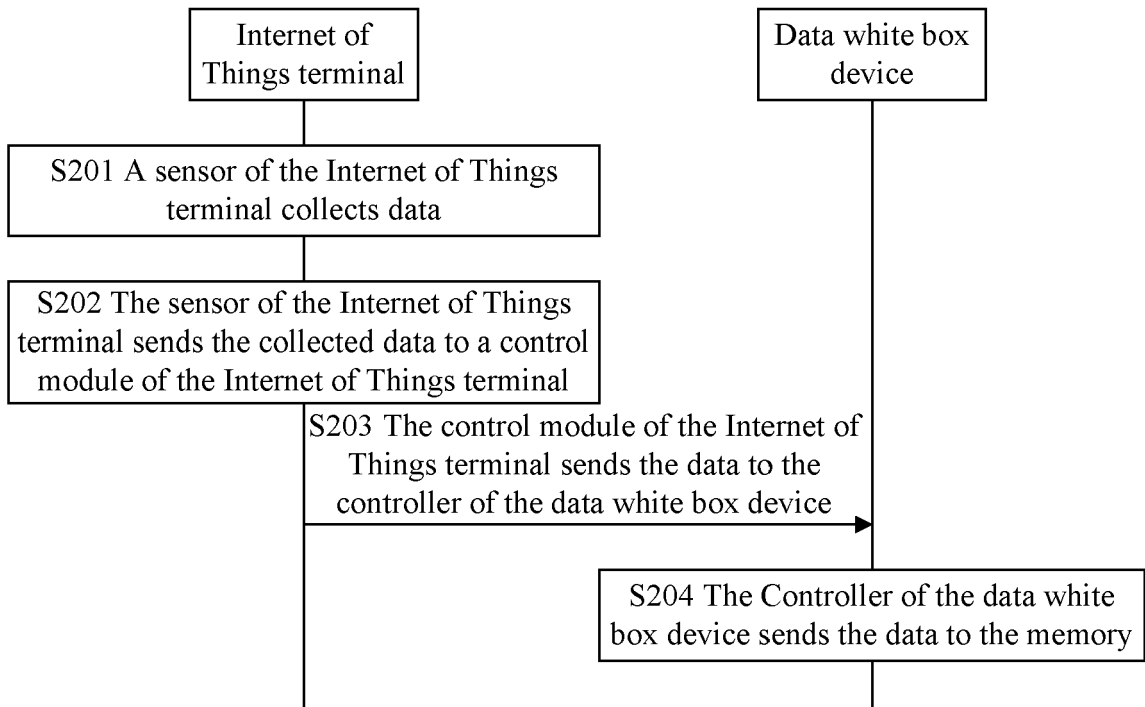 Internet of
Things terminal
Data white box
device
S201 A sensor of the Internet of Things
terminal collects data
S202 The sensor of the Internet of Things
terminal sends the collected data to a control
module of the Internet of Things terminal
S203 The control module of the Internet of
Things terminal sends the data to the
controller of the data white box device
S204 The Controller of the data white
box device sends the data to the memory